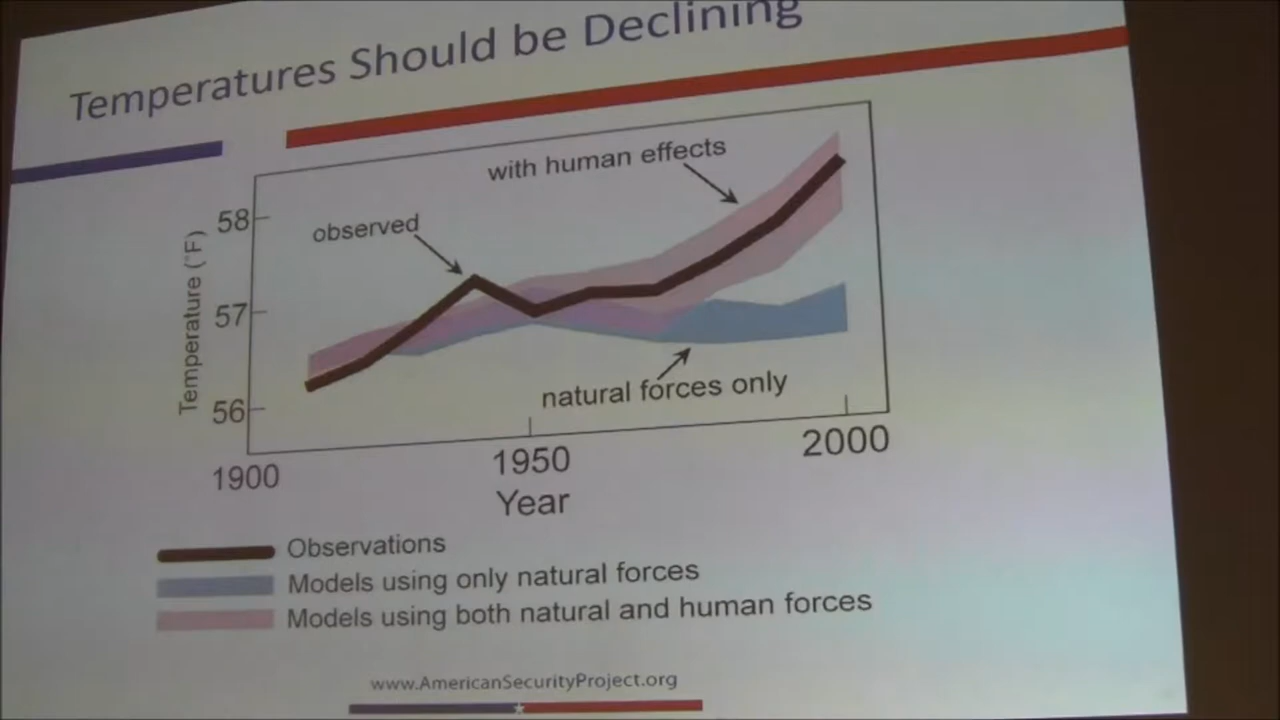 Temperatures Should be Declining
with human effects
observed
Temperature (°F)
58
57
56
natural forces only
1900
1950
2000
Year
Observations
Models using only natural forces
Models using both natural and human forces
www.AmericanSecurityProject.org